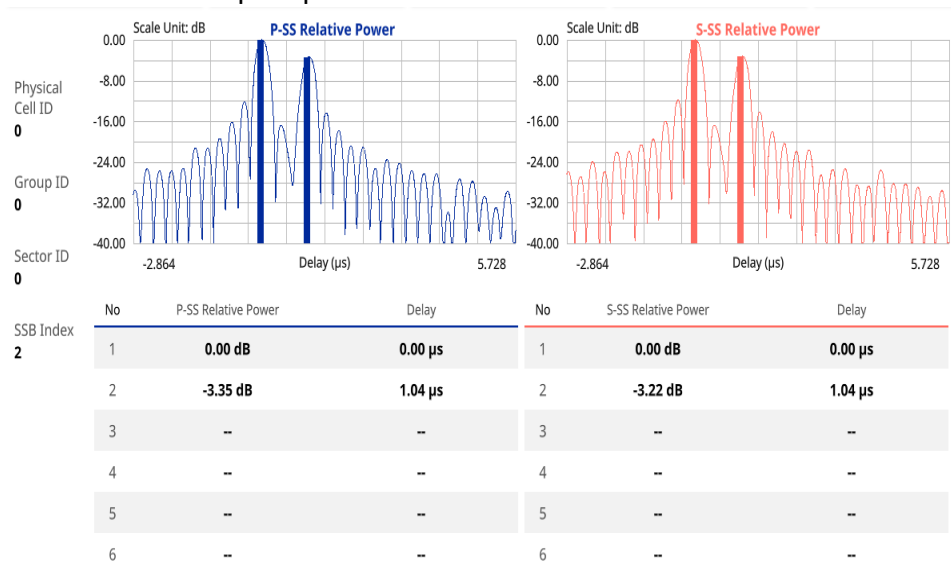 Scale Unit: dB P-SS Relative Power
0.00
-8.00
-16.00
-24.00
-32.00
-40.00
-2.864 Delay (µs) 5.728
Scale Unit: dB S-SS Relative Power
0.00
-8.00
-16.00
-24.00
-32.00
-40.00
-2.864 Delay (µs) 5.728
Physical
Cell ID
0
Group ID
0
Sector ID
0
SSB Index
2
No P-SS Relative Power Delay
1 0.00 dB 0.00 µs
2 -3.35 dB 1.04 µs
3 -- --
4 -- --
5 -- --
6 -- --
No S-SS Relative Power Delay
1 0.00 dB 0.00 µs
2 -3.22 dB 1.04 µs
3 -- --
4 -- --
5 -- --
6 -- --